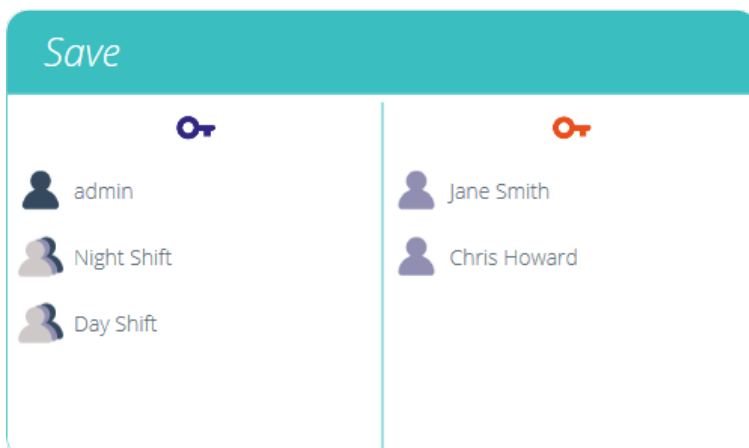 Save
admin
Night Shift
Day Shift
Jane Smith
Chris Howard